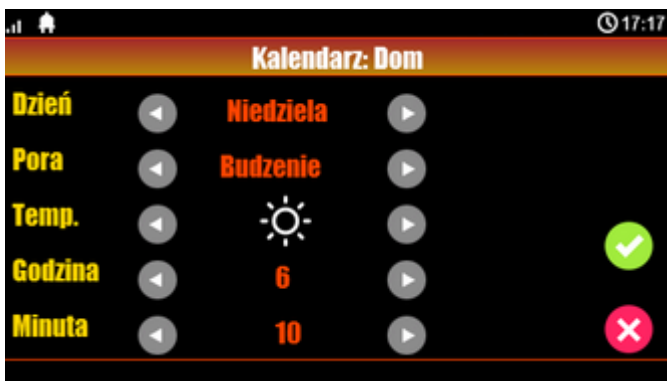 17:17
Kalendarz: Dom
Dzień Niedziela
Pora Budzenie
Temp.
Godzina 6
Minuta 10